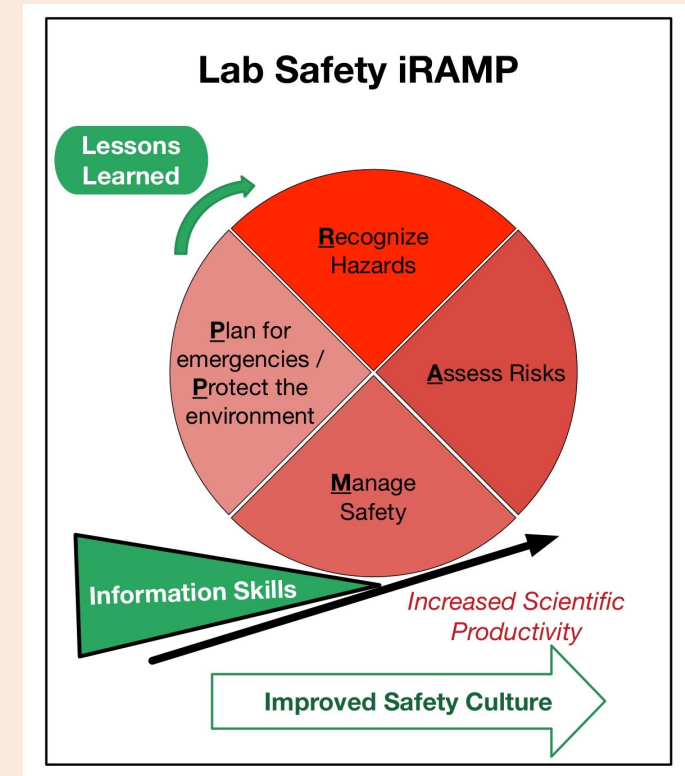 Lab Safety iRAMP
Lessons
Learned
Recognize
Hazards
Plan for
emergencies /
Protect the
environment
Assess Risks
Manage
Safety
Information Skills
Increased Scientific
Productivity
Improved Safety Culture